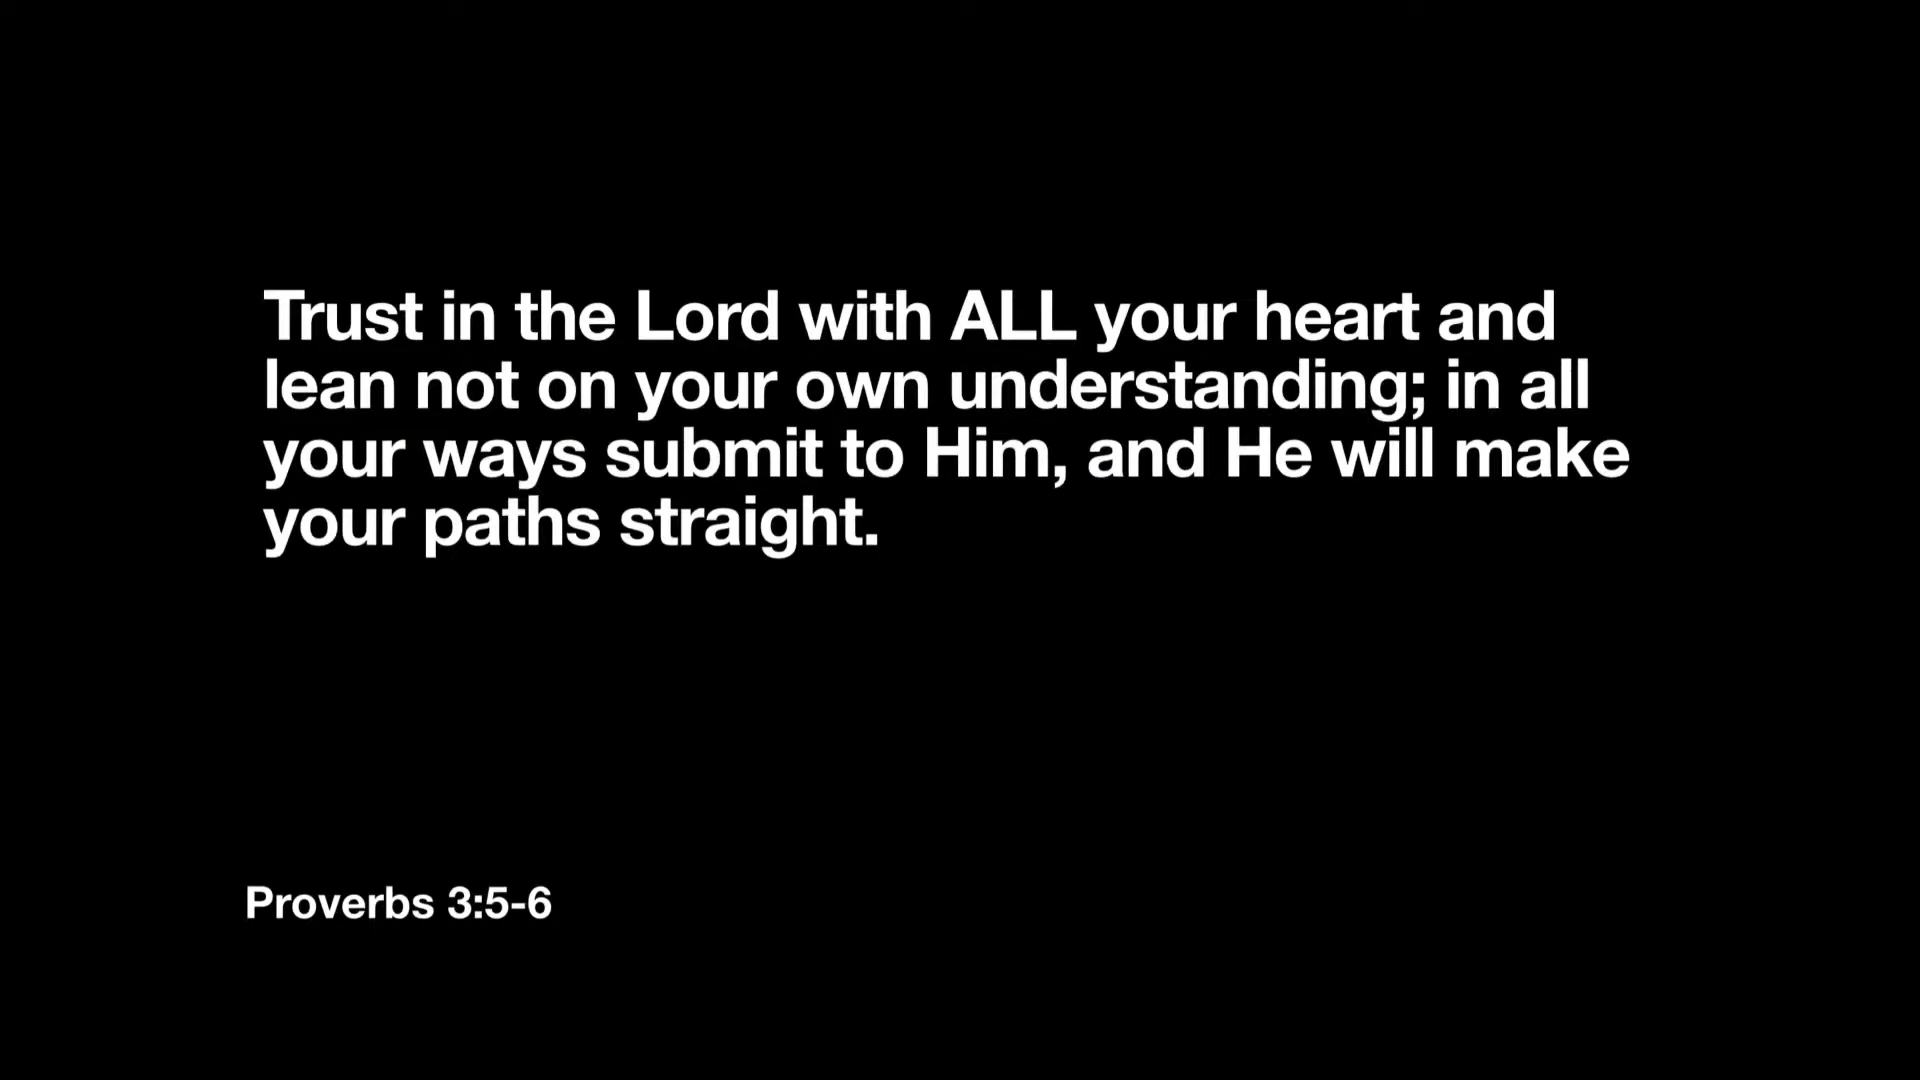 Trust in the Lord with ALL your heart and
lean not on your own understanding; in all
your ways submit to Him, and He will make
your paths straight.
Proverbs 3:5-6